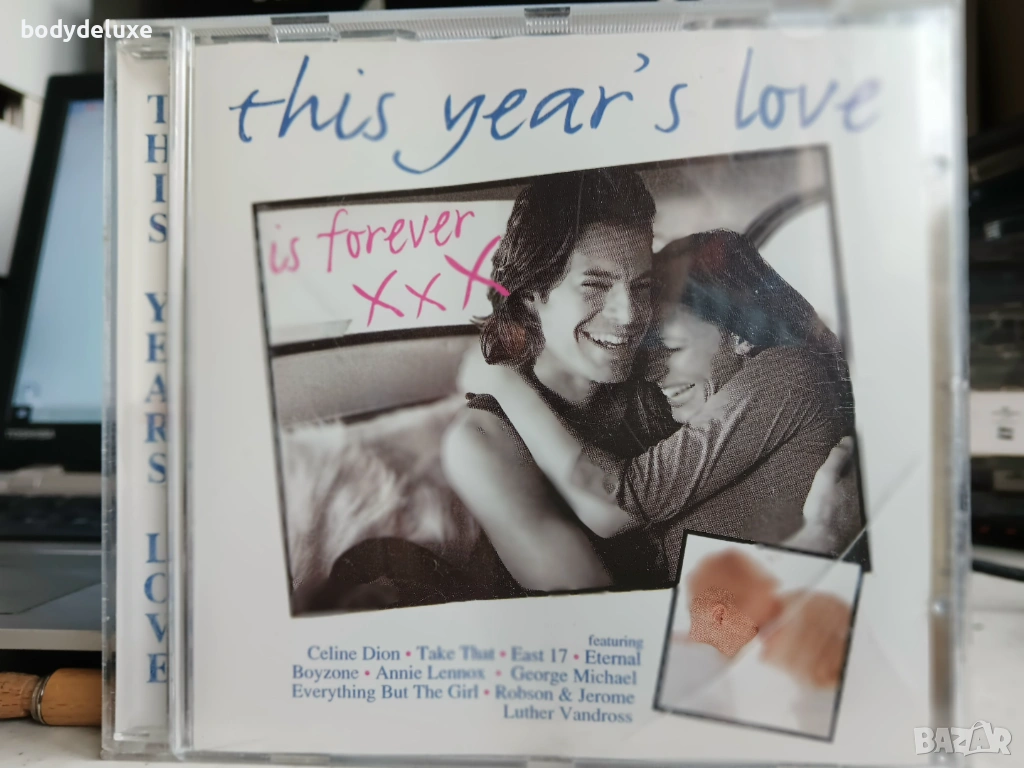 bodydeluxe
this year's love
is forever
xxx
THIS YEARS LOVE
featuring
Celine Dion • Take That • East 17 • Eternal
Boyzone • Annie Lennox • George Michael
Everything But The Girl • Robson & Jerome
Luther Vandross
TOSHIBA
BAZAR